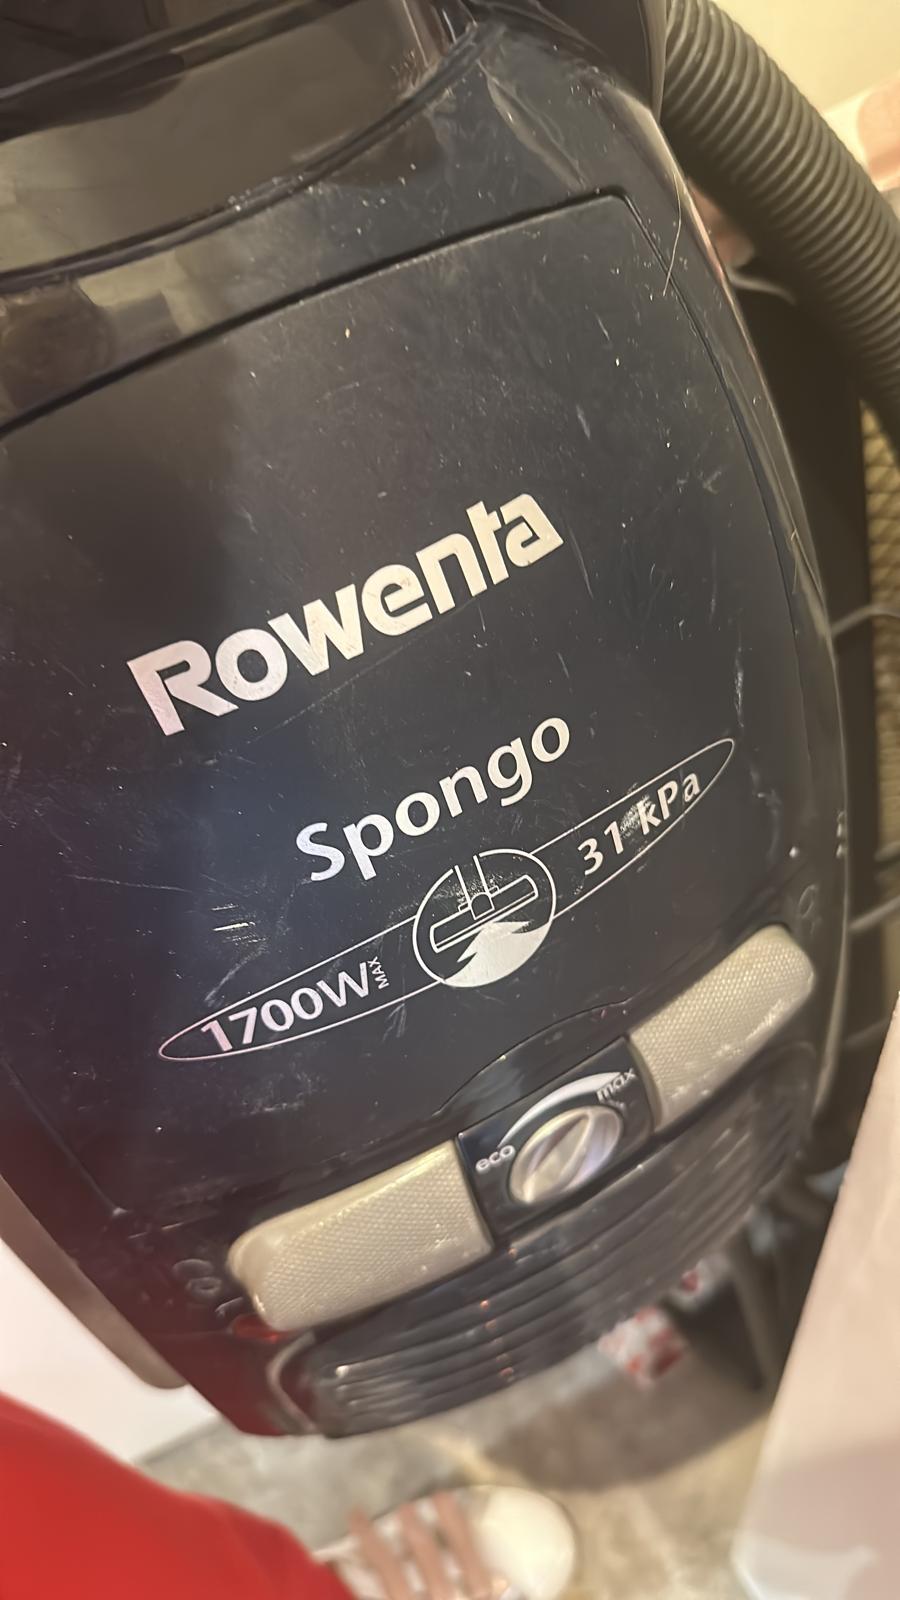 Rowenta
Spongo
1700W MAX
31 kPa
eco
max